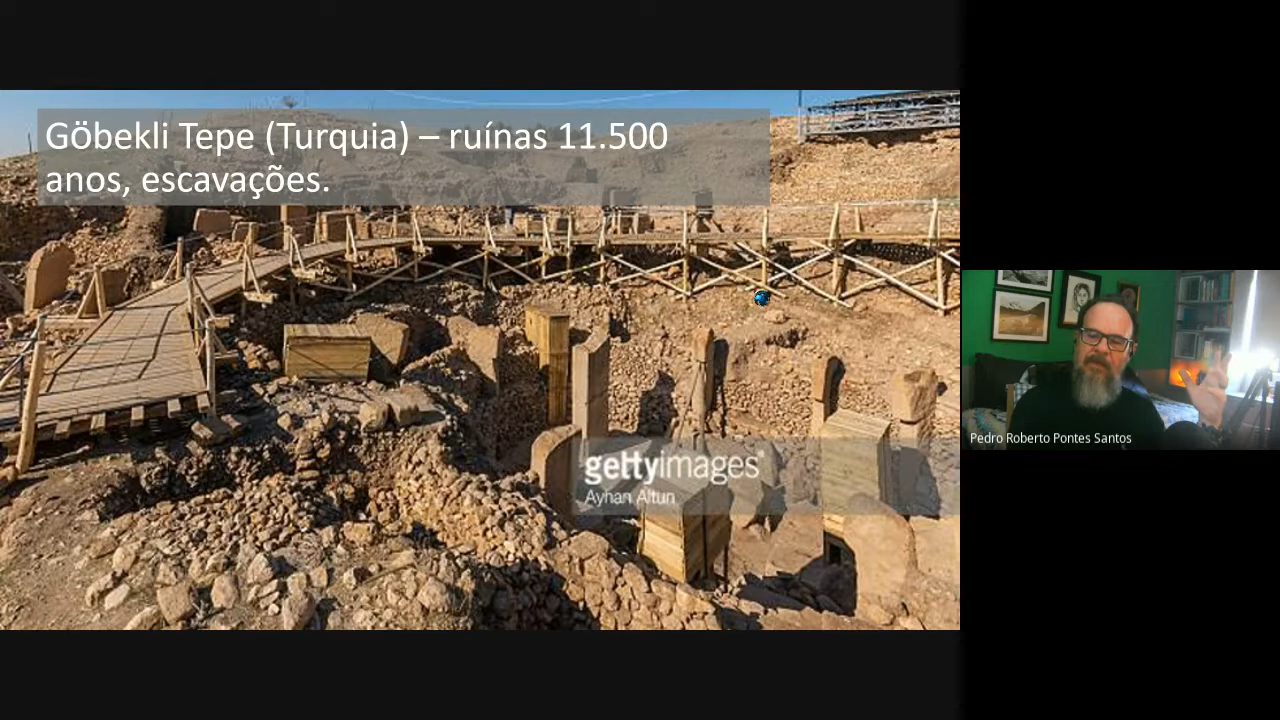 Göbekli Tepe (Turquia) – ruínas 11.500
anos, escavações.
gettyimages®
Ayhan Altun
Pedro Roberto Pontes Santos